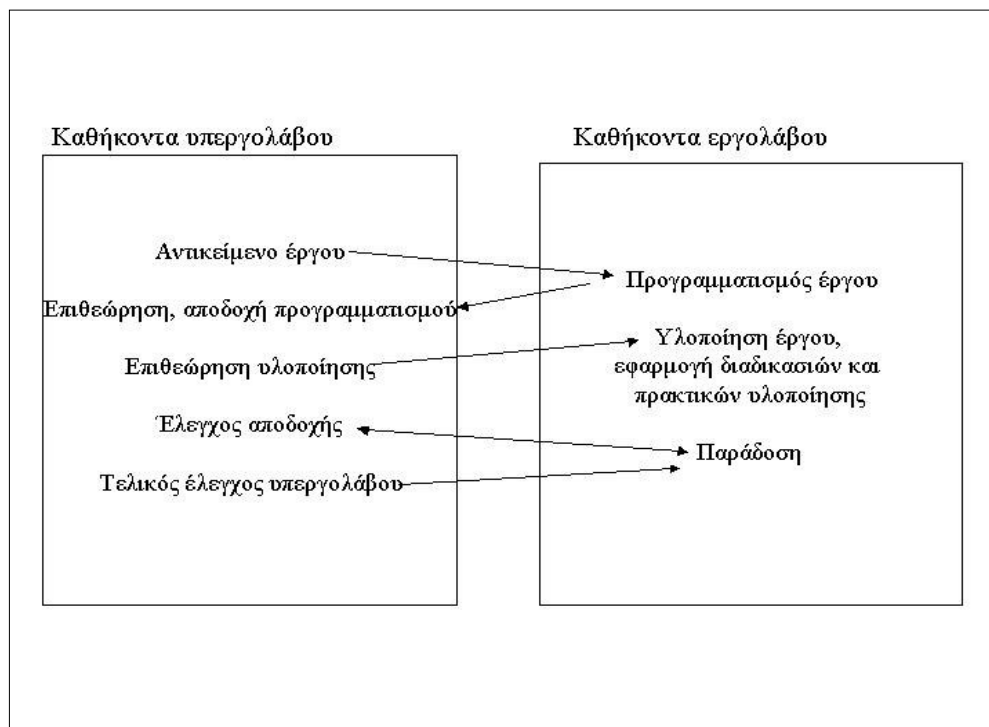 Καθήκοντα υπεργολάβου
Αντικείμενο έργου
Επιθεώρηση, αποδοχή προγραμματισμού
Επιθεώρηση υλοποίησης
Έλεγχος αποδοχής
Τελικός έλεγχος υπεργολάβου
Καθήκοντα εργολάβου
Προγραμματισμός έργου
Υλοποίηση έργου,
εφαρμογή διαδικασιών και
πρακτικών υλοποίησης
Παράδοση